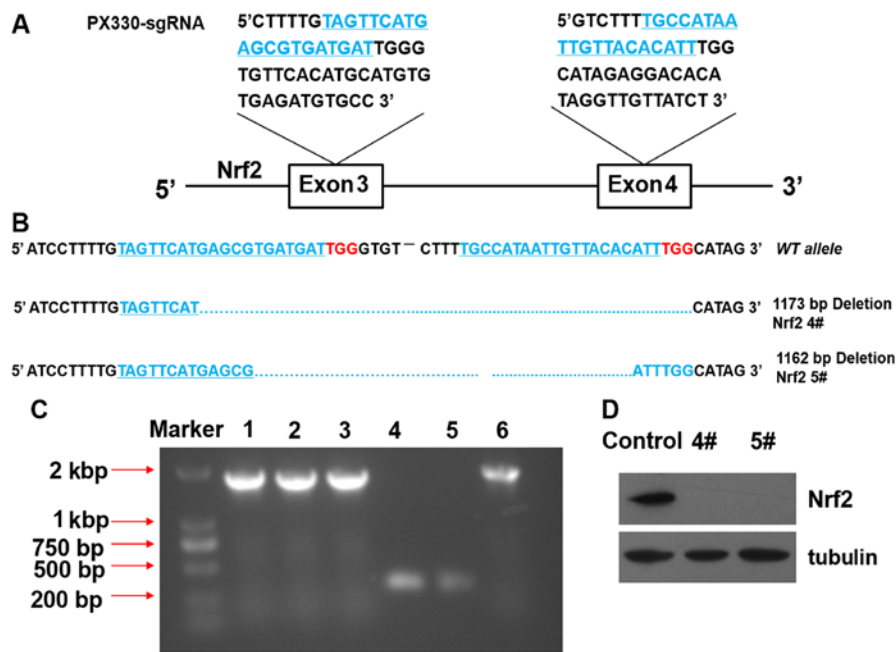 A
PX330-sgRNA
5'CTTTTGTAGTTCATG
AGCGTGATGATTGGG
TGTTCACATGCATGTG
TGAGATGTGCC 3'
5'GTCTTTTGCCATAA
TTGTTACACATTTGG
CATAGAGGACACA
TAGGTTGTTATCT 3'
5' Nrf2 Exon 3 Exon 4 3'
B
5' ATCCTTTTGTAGTTCATGAGCGTGATGATTGGGTGT — CTTTTGCCATAATTGTTACACATTTGGCATAG 3' WT allele
5' ATCCTTTTGTAGTTCAT........................CATAG 3' 1173 bp Deletion
Nrf2 4#
5' ATCCTTTTGTAGTTCATGAGCG........................ATTTGGCATAG 3' 1162 bp Deletion
Nrf2 5#
C
Marker 1 2 3 4 5 6
2 kbp
1 kbp
750 bp
500 bp
200 bp
D
Control 4# 5#
Nrf2
tubulin